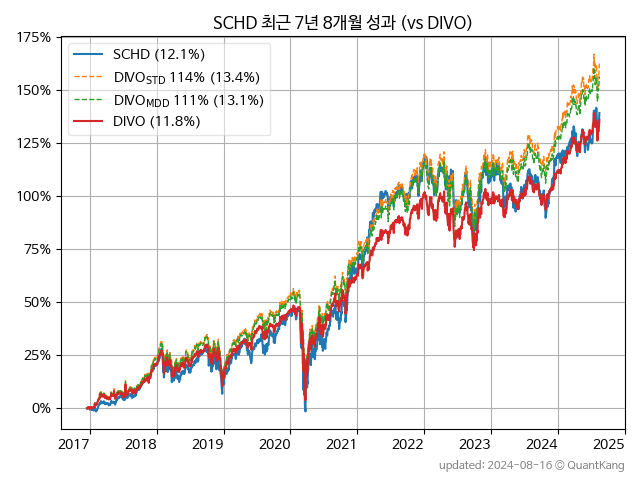 SCHD 최근 7년 8개월 성과 (vs DIVO)
175%
150%
125%
100%
75%
50%
25%
0%
SCHD (12.1%)
DIVO_STD 114% (13.4%)
DIVO_MDD 111% (13.1%)
DIVO (11.8%)
2017 2018 2019 2020 2021 2022 2023 2024 2025
updated: 2024-08-16 © QuantKang